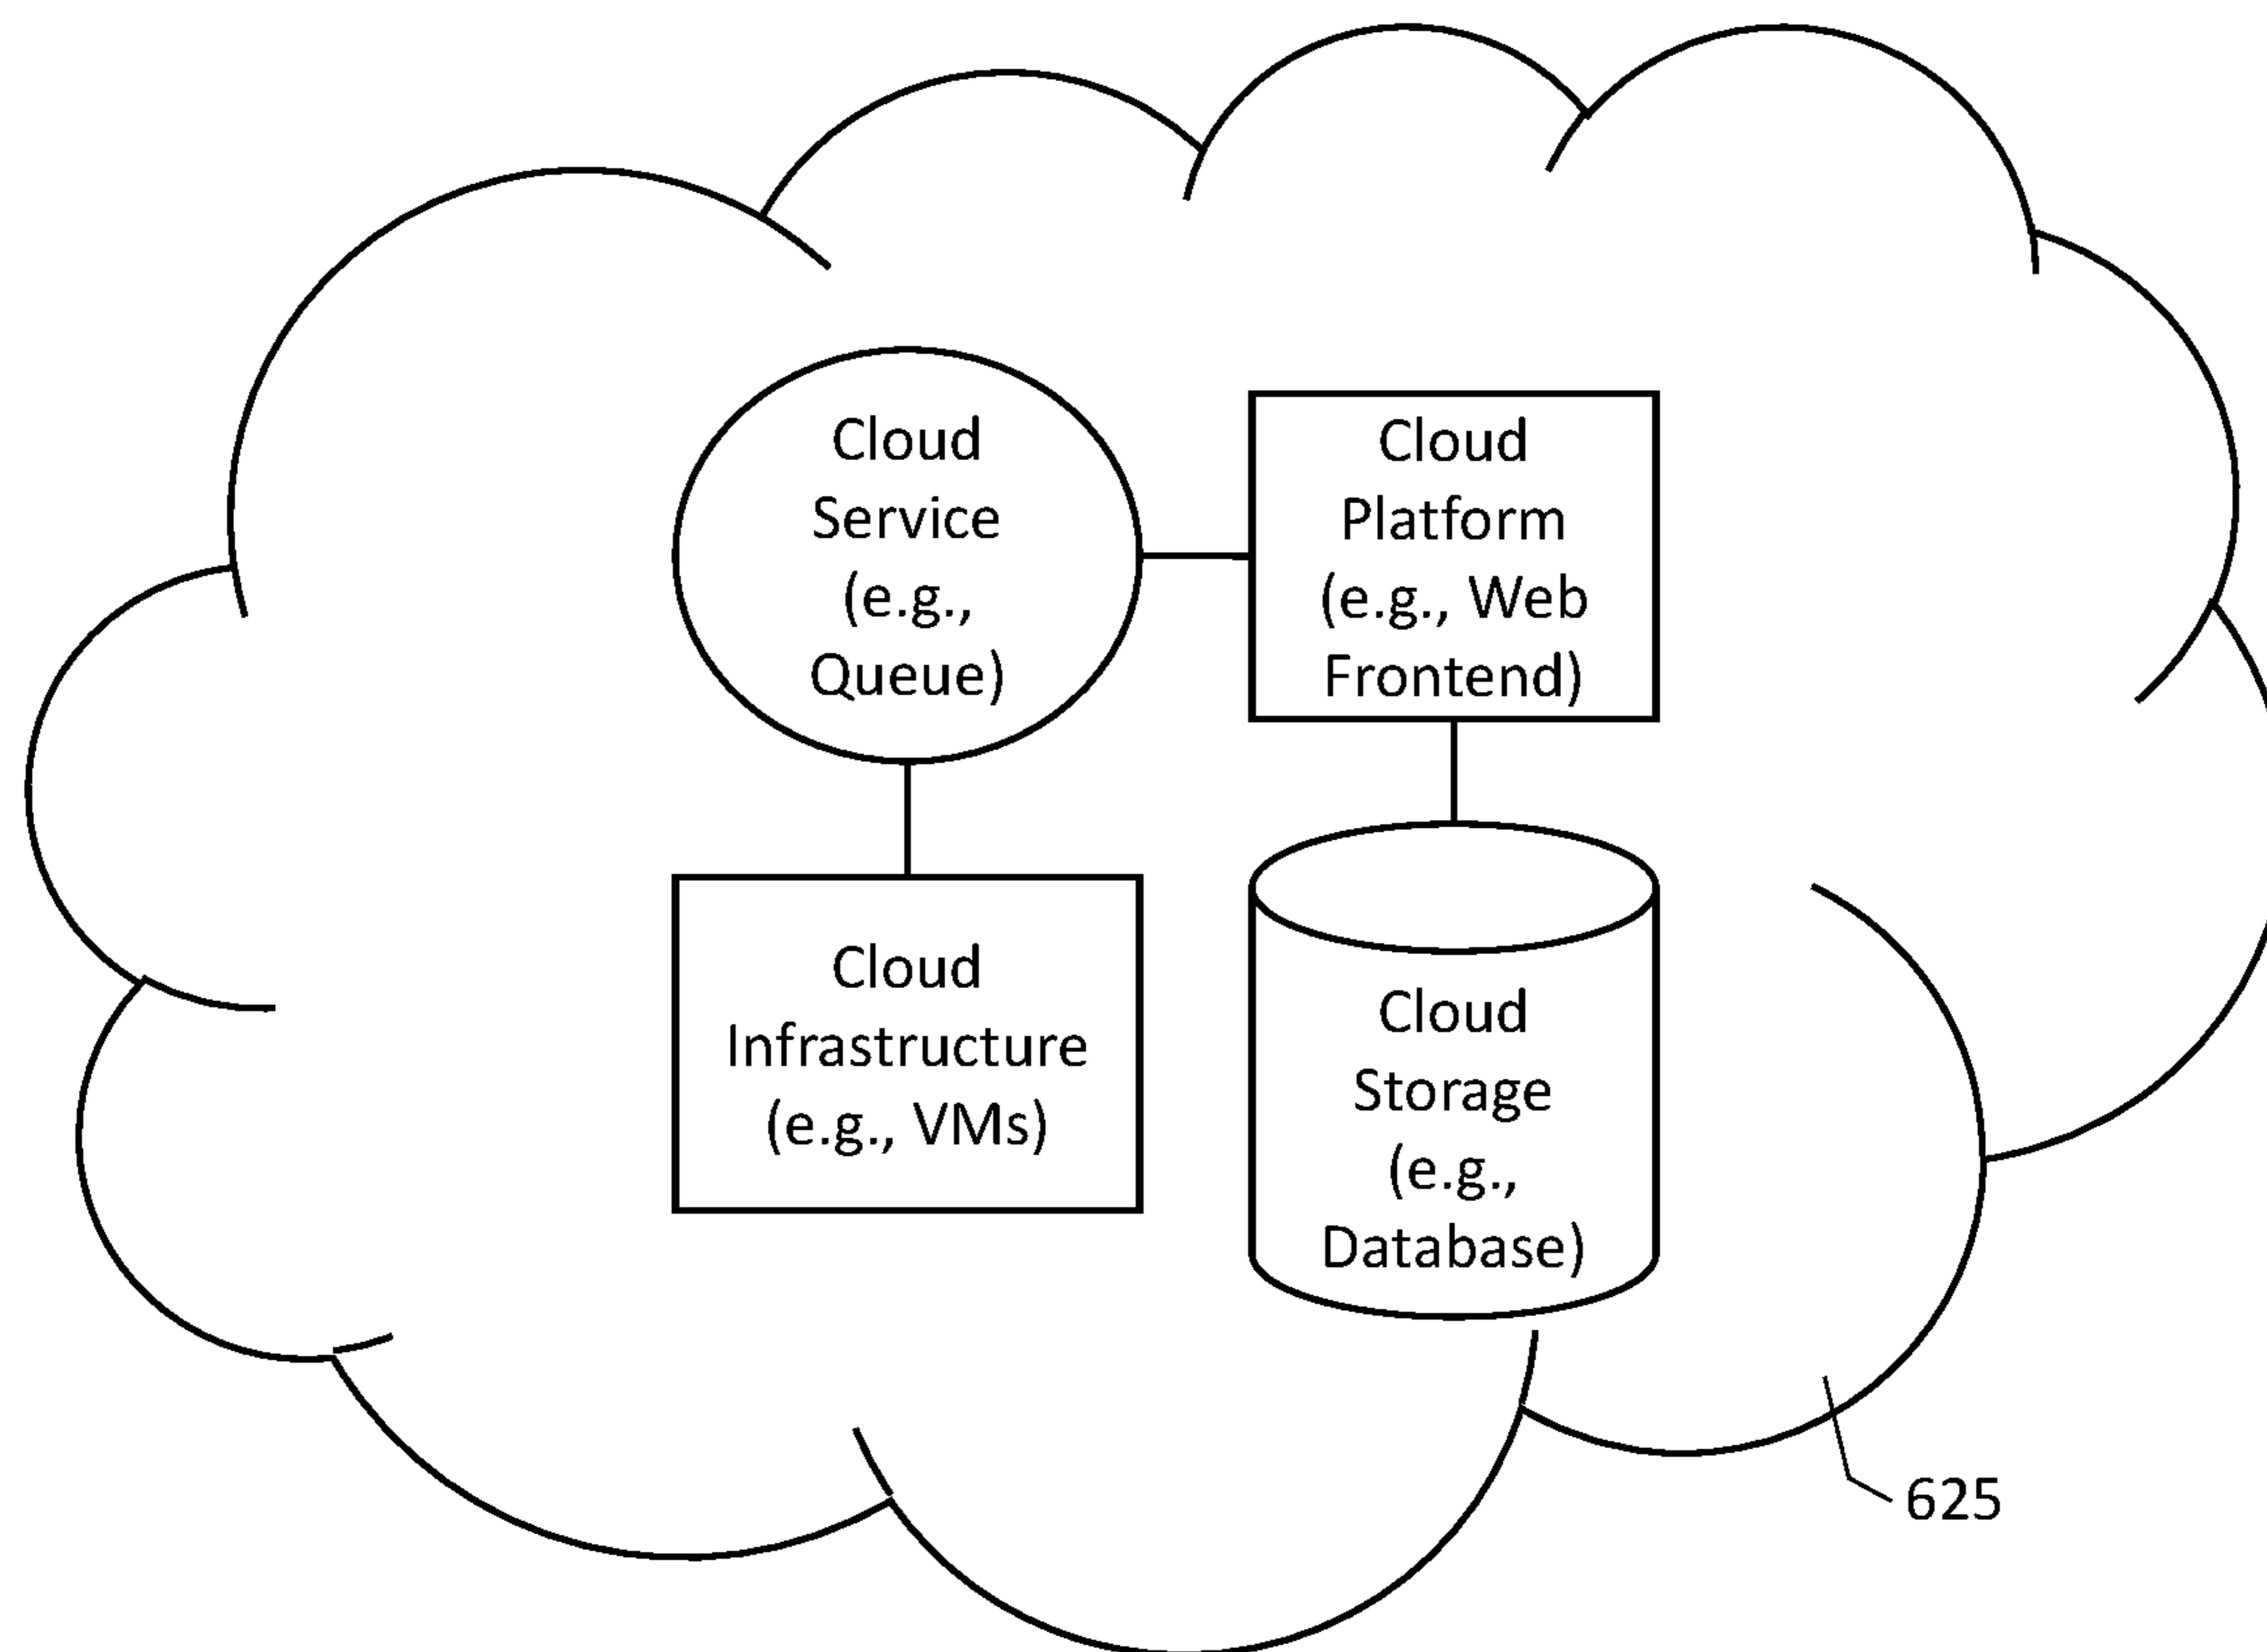 Cloud
Service
(e.g.,
Queue)
Cloud
Platform
(e.g., Web
Frontend)
Cloud
Infrastructure
(e.g., VMs)
Cloud
Storage
(e.g.,
Database)
625